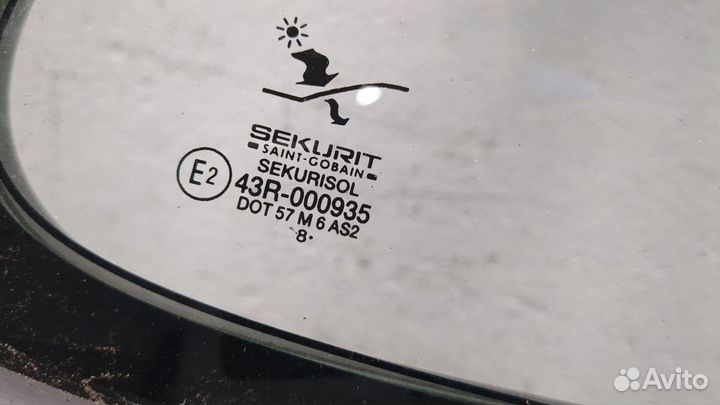 SEKURIT
SAINT-GOBAIN
SEKURISOL
E2
43R-000935
DOT 57 M 6 AS2
8.
Avito